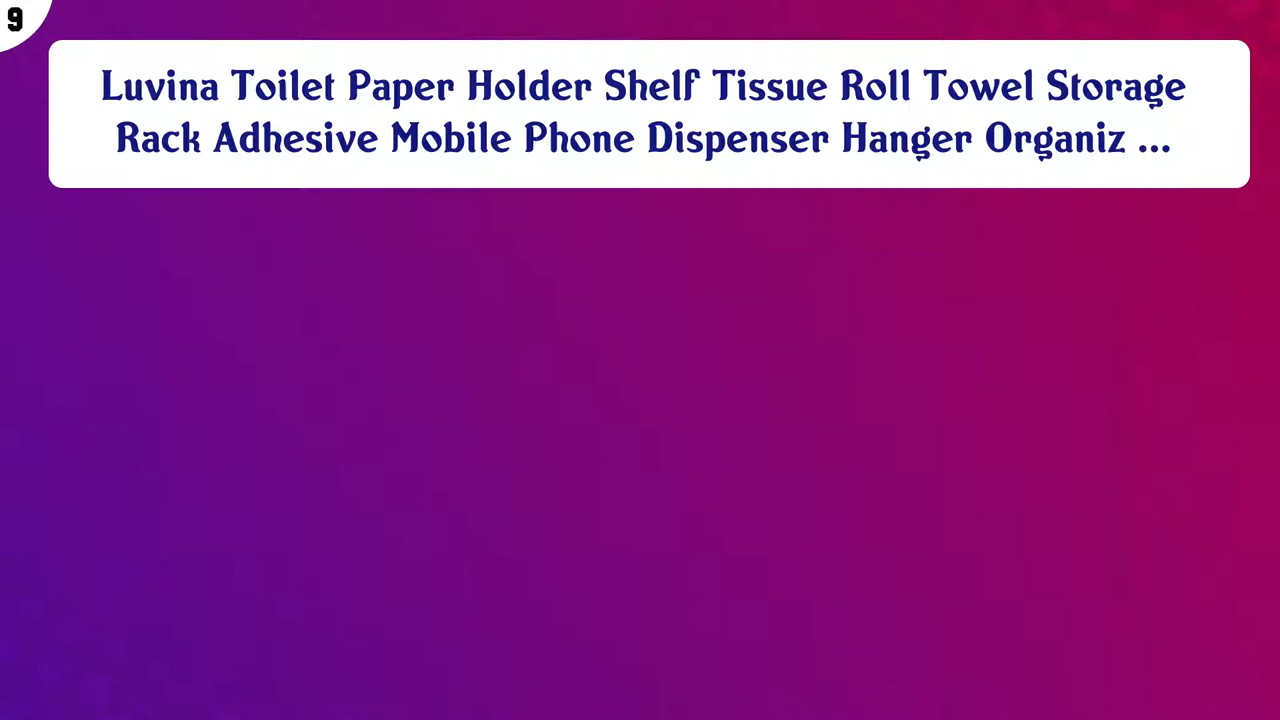 9
Luvina Toilet Paper Holder Shelf Tissue Roll Towel Storage
Rack Adhesive Mobile Phone Dispenser Hanger Organiz ...